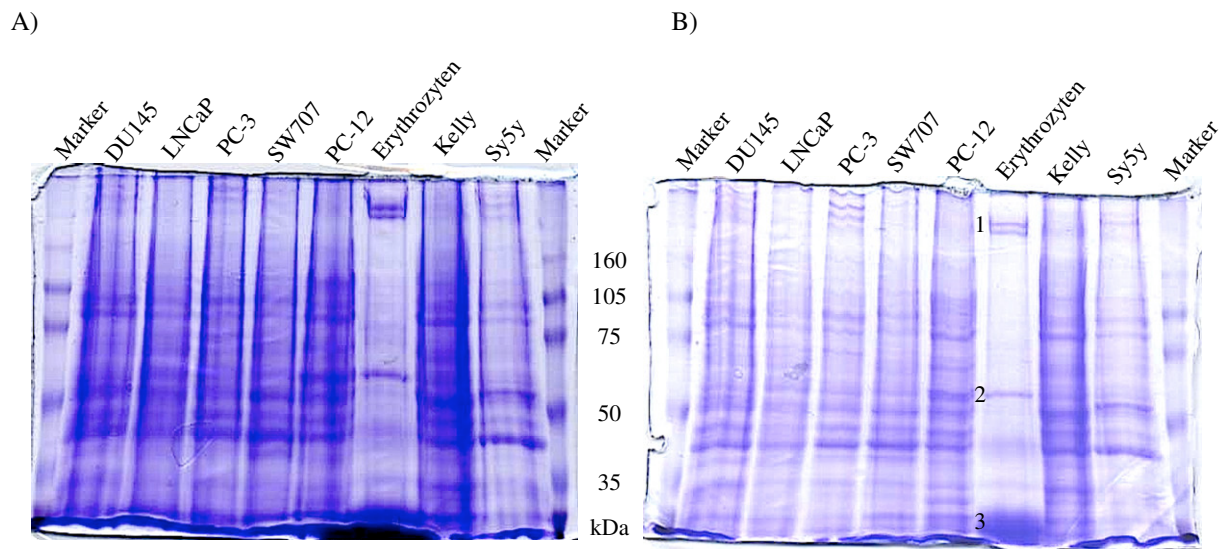 A)
B)
Marker
DU145
LNCaP
PC-3
SW707
PC-12
Erythrozyten
Kelly
Sy5y
Marker
Marker
DU145
LNCaP
PC-3
SW707
PC-12
Erythrozyten
Kelly
Sy5y
Marker
160
105
75
50
35
kDa
1
2
3